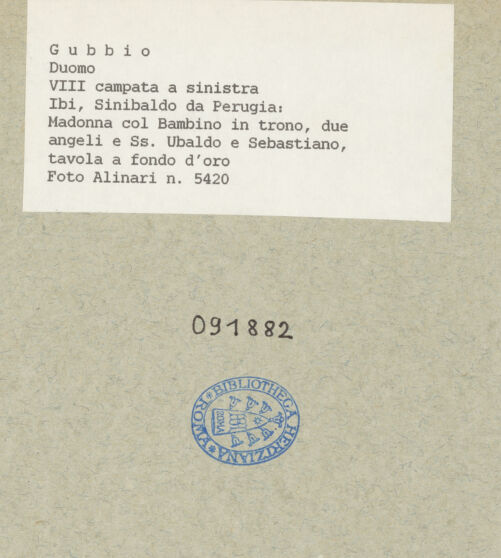 G u b b i o
Duomo
VIII campata a sinistra
Ibi, Sinibaldo da Perugia:
Madonna col Bambino in trono, due
angeli e Ss. Ubaldo e Sebastiano,
tavola a fondo d'oro
Foto Alinari n. 5420
091882
BIBLIOTHECA HERTZIANA * ROMA *